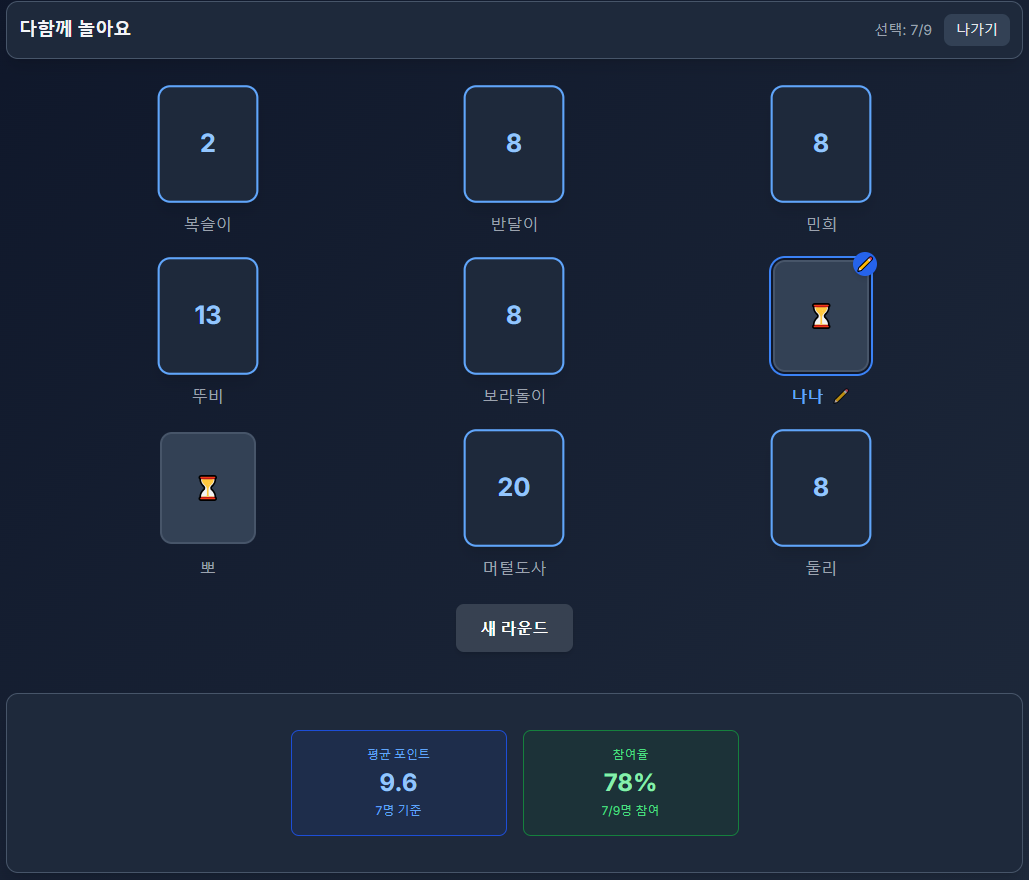 다함께 놀아요
선택: 7/9
나가기
2
8
8
복슬이
반달이
민희
13
8
뚜비
보라돌이
나나
20
8
뽀
머털도사
둘리
새 라운드
평균 포인트
9.6
7명 기준
참여율
78%
7/9명 참여